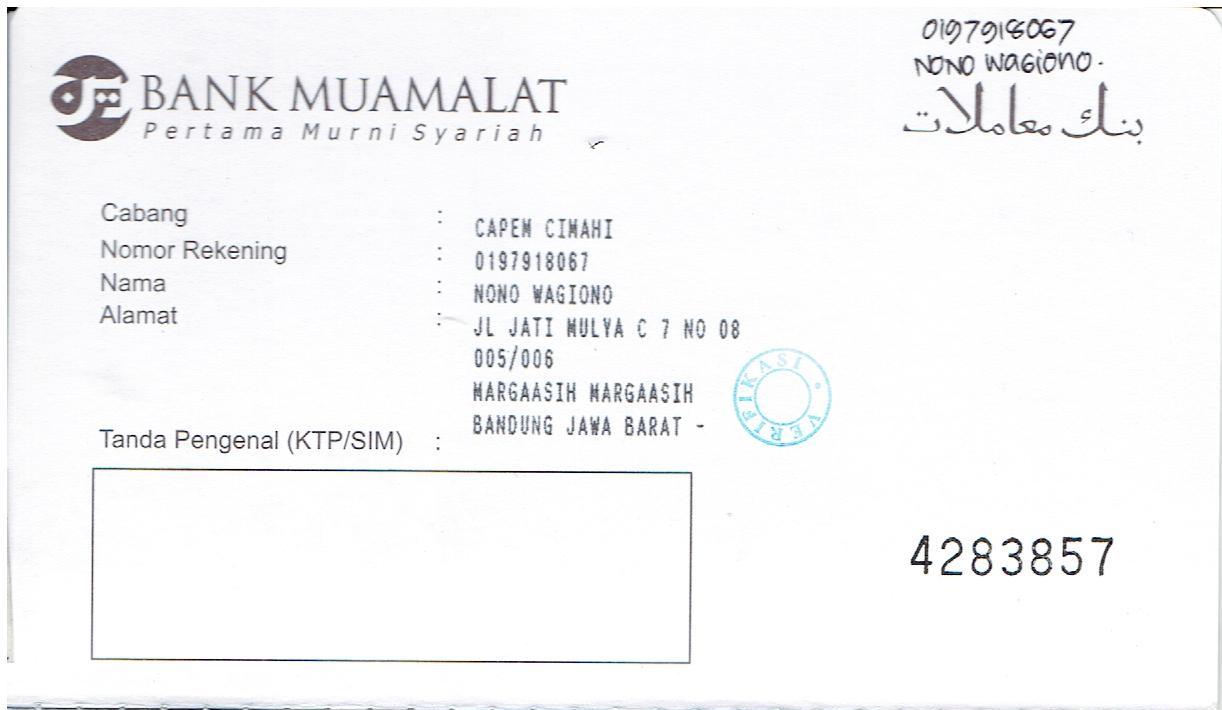 0197918067
NONO WAGIONO.
BANK MUAMALAT
Pertama Murni Syariah
بنك معاملات
Cabang : CAPEM CIMAHI
Nomor Rekening : 0197918067
Nama : NONO WAGIONO
Alamat : JL JATI MULYA C 7 NO 08
005/006
MARGAASIH MARGAASIH
BANDUNG JAWA BARAT -
VERIFIKASI
Tanda Pengenal (KTP/SIM) :
4283857